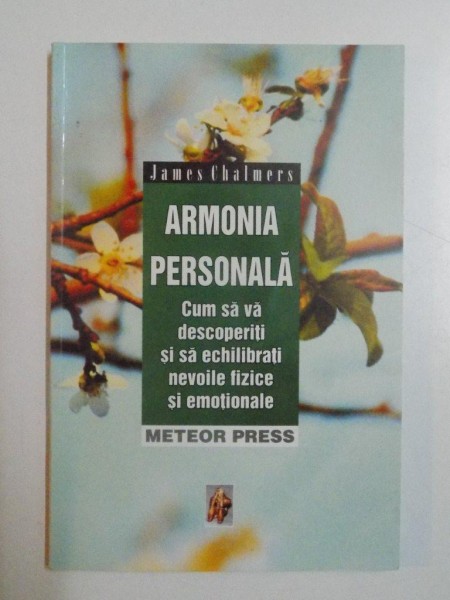 James Chalmers
ARMONIA
PERSONALĂ
Cum să vă
descoperiți
și să echilibrați
nevoile fizice
și emoționale
METEOR PRESS